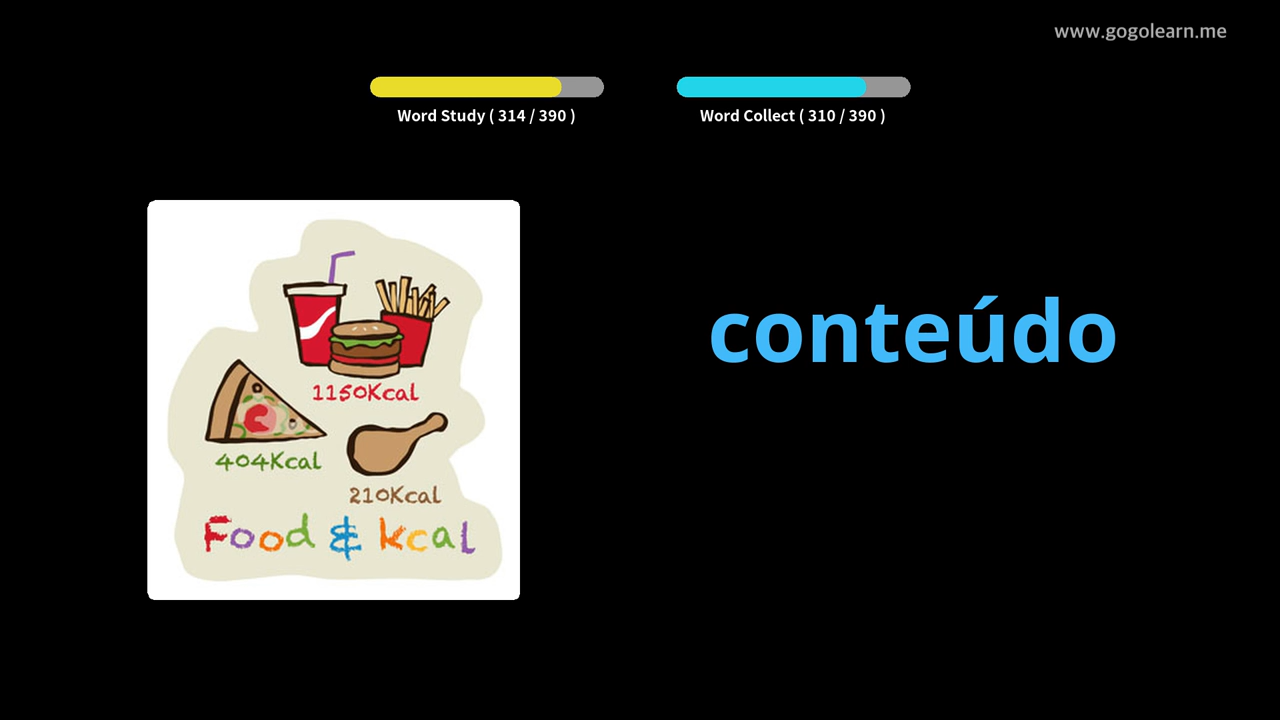 www.gogolearn.me
Word Study ( 314 / 390 )
Word Collect ( 310 / 390 )
1150Kcal
404Kcal
210Kcal
Food & kcal
conteúdo